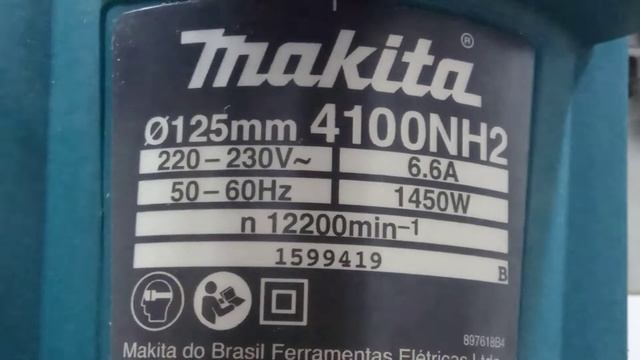 makita®
Ø125mm 4100NH2
220-230V~ 6.6A
50-60Hz 1450W
n 12200min-1
1599419 B
897618B4
Makita do Brasil Ferramentas Elétricas Ltda